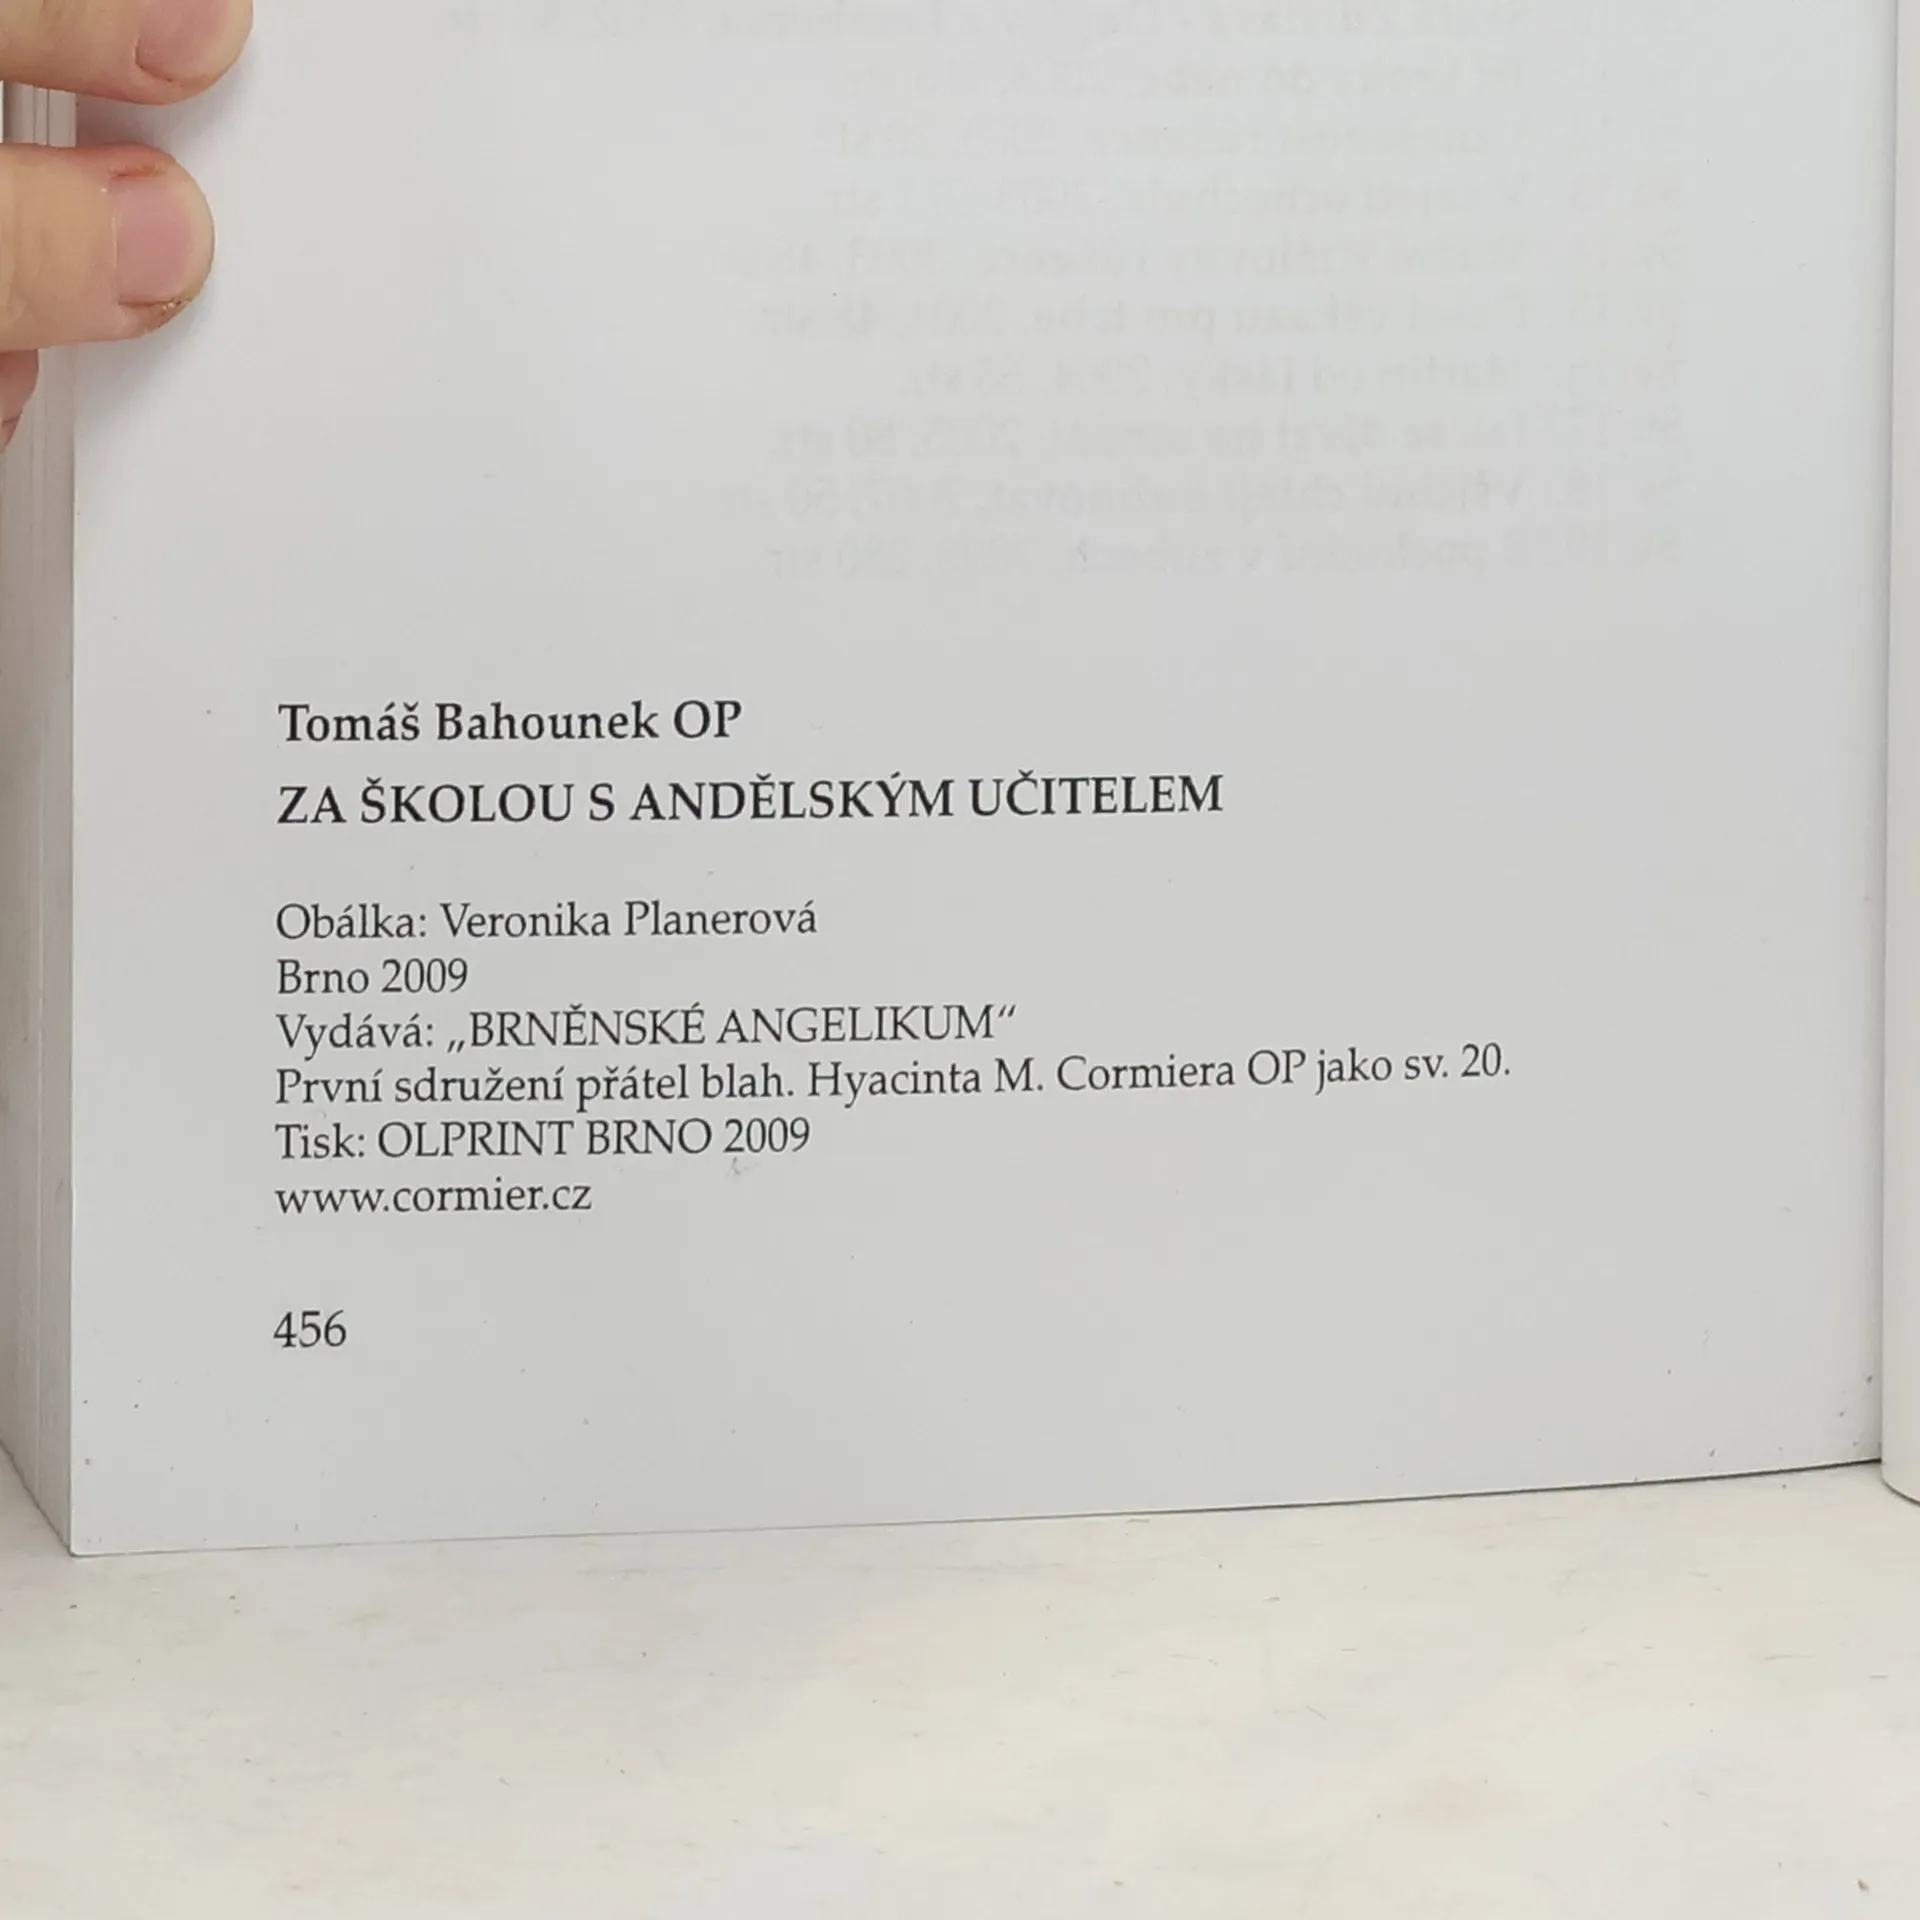 Tomáš Bahounek OP
ZA ŠKOLOU S ANDĚLSKÝM UČITELEM
Obálka: Veronika Planerová
Brno 2009
Vydává: „BRNĚNSKÉ ANGELIKUM“
První sdružení přátel blah. Hyacinta M. Cormiera OP jako sv. 20.
Tisk: OLPRINT BRNO 2009
www.cormier.cz
456